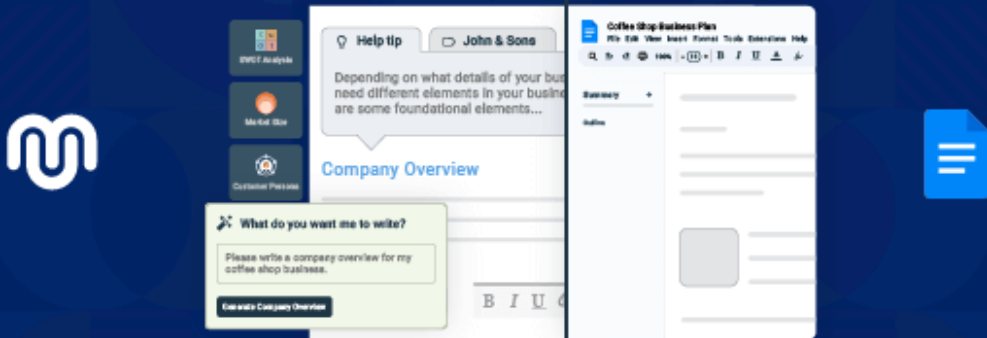 SWOT Analysis
Market Size
Customer Persona
Help tip
John & Sons
Depending on what details of your bus
need different elements in your busine
are some foundational elements...
Company Overview
What do you want me to write?
Please write a company overview for my
coffee shop business.
Generate Company Overview
B I U
Coffee Shop Business Plan
File Edit View Insert Format Tools Extensions Help
100% - 11 + B I U A
Summary +
Outline